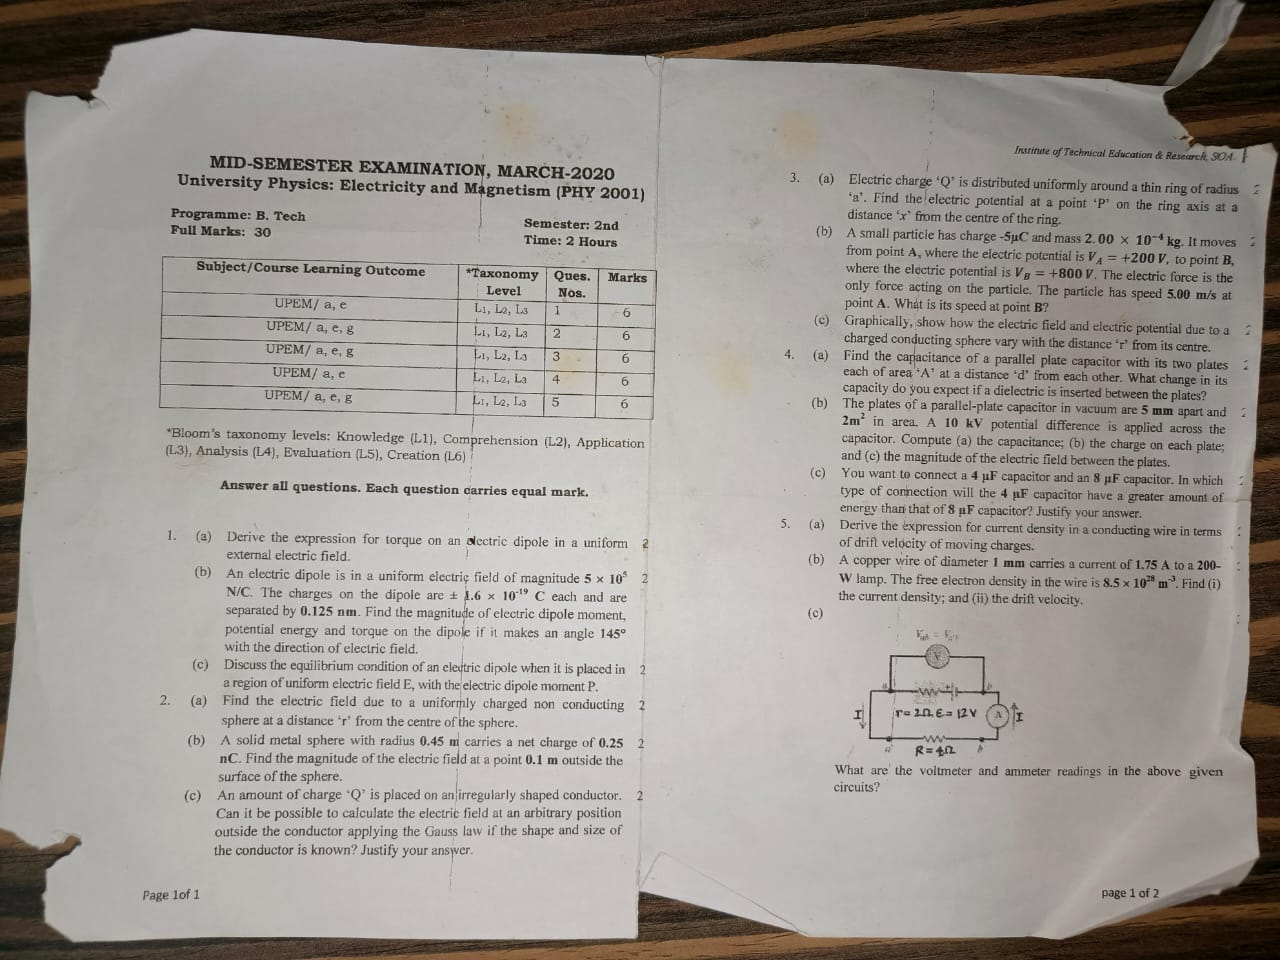 MID-SEMESTER EXAMINATION, MARCH-2020
University Physics: Electricity and Magnetism (PHY 2001)
Programme: B. Tech
Semester: 2nd
Full Marks: 30
Time: 2 Hours
Subject/Course Learning Outcome *Taxonomy Level Ques. Nos. Marks
UPEM/ a, e L1, L2, L3 1 6
UPEM/ a, e, g L1, L2, L3 2 6
UPEM/ a, e, g L1, L2, L3 3 6
UPEM/ a, e L1, L2, L3 4 6
UPEM/ a, e, g L1, L2, L3 5 6
*Bloom's taxonomy levels: Knowledge (L1), Comprehension (L2), Application
(L3), Analysis (L4), Evaluation (L5), Creation (L6)
Answer all questions. Each question carries equal mark.
1. (a) Derive the expression for torque on an electric dipole in a uniform 2
external electric field.
(b) An electric dipole is in a uniform electric field of magnitude 5 × 10⁵ 2
N/C. The charges on the dipole are ± 1.6 × 10⁻¹⁹ C each and are
separated by 0.125 nm. Find the magnitude of electric dipole moment,
potential energy and torque on the dipole if it makes an angle 145°
with the direction of electric field.
(c) Discuss the equilibrium condition of an electric dipole when it is placed in 2
a region of uniform electric field E, with the electric dipole moment P.
2. (a) Find the electric field due to a uniformly charged non conducting 2
sphere at a distance 'r' from the centre of the sphere.
(b) A solid metal sphere with radius 0.45 m carries a net charge of 0.25 2
nC. Find the magnitude of the electric field at a point 0.1 m outside the
surface of the sphere.
(c) An amount of charge 'Q' is placed on an irregularly shaped conductor. 2
Can it be possible to calculate the electric field at an arbitrary position
outside the conductor applying the Gauss law if the shape and size of
the conductor is known? Justify your answer.
Page 1of 1
Institute of Technical Education & Research, SOA
3. (a) Electric charge 'Q' is distributed uniformly around a thin ring of radius
'a'. Find the electric potential at a point 'P' on the ring axis at a
distance 'x' from the centre of the ring.
(b) A small particle has charge -5μC and mass 2.00 × 10⁻⁴ kg. It moves
from point A, where the electric potential is V_A = +200 V, to point B,
where the electric potential is V_B = +800 V. The electric force is the
only force acting on the particle. The particle has speed 5.00 m/s at
point A. What is its speed at point B?
(c) Graphically, show how the electric field and electric potential due to a
charged conducting sphere vary with the distance 'r' from its centre.
4. (a) Find the capacitance of a parallel plate capacitor with its two plates
each of area 'A' at a distance 'd' from each other. What change in its
capacity do you expect if a dielectric is inserted between the plates?
(b) The plates of a parallel-plate capacitor in vacuum are 5 mm apart and
2m² in area. A 10 kV potential difference is applied across the
capacitor. Compute (a) the capacitance; (b) the charge on each plate;
and (c) the magnitude of the electric field between the plates.
(c) You want to connect a 4 μF capacitor and an 8 μF capacitor. In which
type of connection will the 4 μF capacitor have a greater amount of
energy than that of 8 μF capacitor? Justify your answer.
5. (a) Derive the expression for current density in a conducting wire in terms
of drift velocity of moving charges.
(b) A copper wire of diameter 1 mm carries a current of 1.75 A to a 200-
W lamp. The free electron density in the wire is 8.5 × 10²⁸ m⁻³. Find (i)
the current density; and (ii) the drift velocity.
(c)
V
a b
I r=2Ω, ε=12V A I
a' b'
R=4Ω
What are the voltmeter and ammeter readings in the above given
circuits?
page 1 of 2